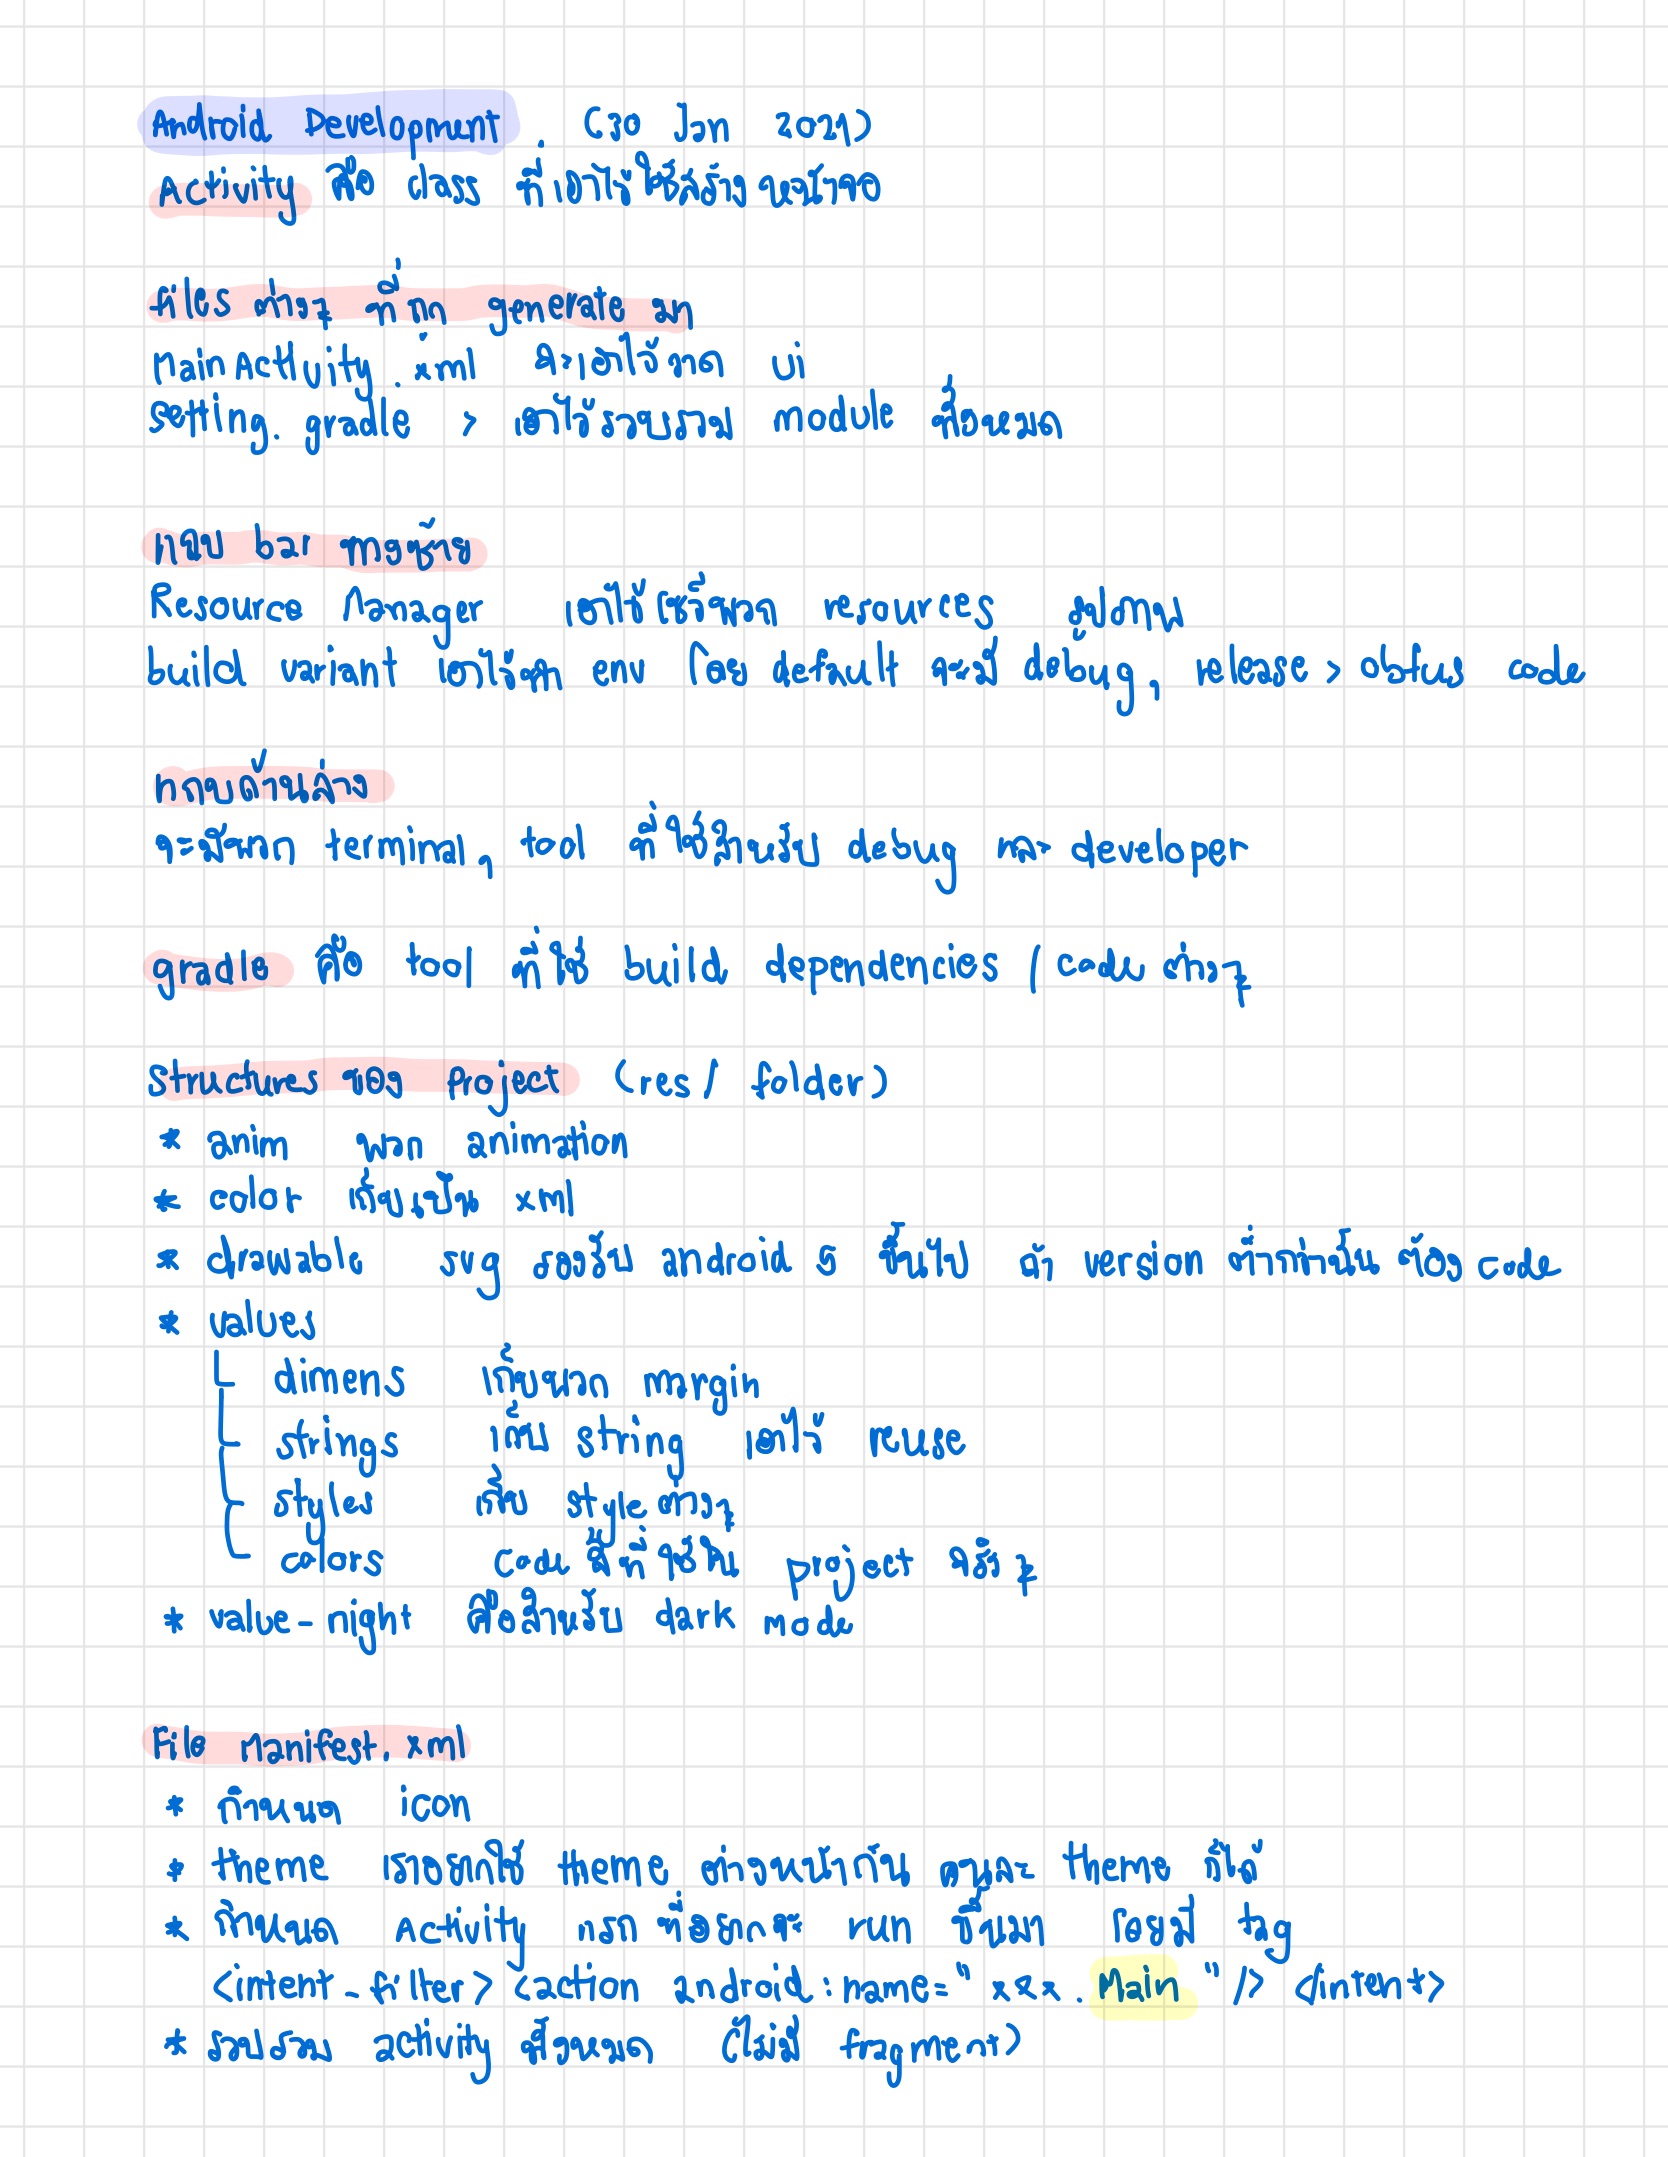 Android Development. (30 Jan 2021)
Activity คือ class ที่เอาไว้ใช้สร้างหน้าจอ
files ต่างๆ ที่ถูก generate มา
MainActivity.xml จะเอาไว้วาด ui
setting.gradle > เอาไว้รวบรวม module ทั้งหมด
แถบ bar ทางซ้าย
Resource Manager เอาไว้โชว์พวก resources รูปภาพ
build variant เอาไว้ทำ env โดย default จะมี debug, release > obfus code
แถบด้านล่าง
จะมีพวก terminal, tool ที่ใช้สำหรับ debug และ developer
gradle คือ tool ที่ใช้ build dependencies / code ต่างๆ
Structures ของ Project (res/ folder)
* anim พวก animation
* color เก็บเป็น xml
* drawable svg รองรับ android 5 ขึ้นไป ถ้า version ต่ำกว่านั้น ต้อง code
* values
dimens เก็บพวก margin
strings เก็บ string เอาไว้ reuse
styles เก็บ style ต่างๆ
colors code สีที่ใช้ใน project จริงๆ
* value-night คือสำหรับ dark mode
File Manifest.xml
* กำหนด icon
* theme เราอยากใช้ theme ต่างหน้ากัน คนละ theme ก็ได้
* กำหนด Activity แรก ที่อยากจะ run ขึ้นมา โดยมี tag
<intent-filter> <action android:name="xxx.Main"/> </intent>
* รวบรวม activity ทั้งหมด (ไม่มี fragment)